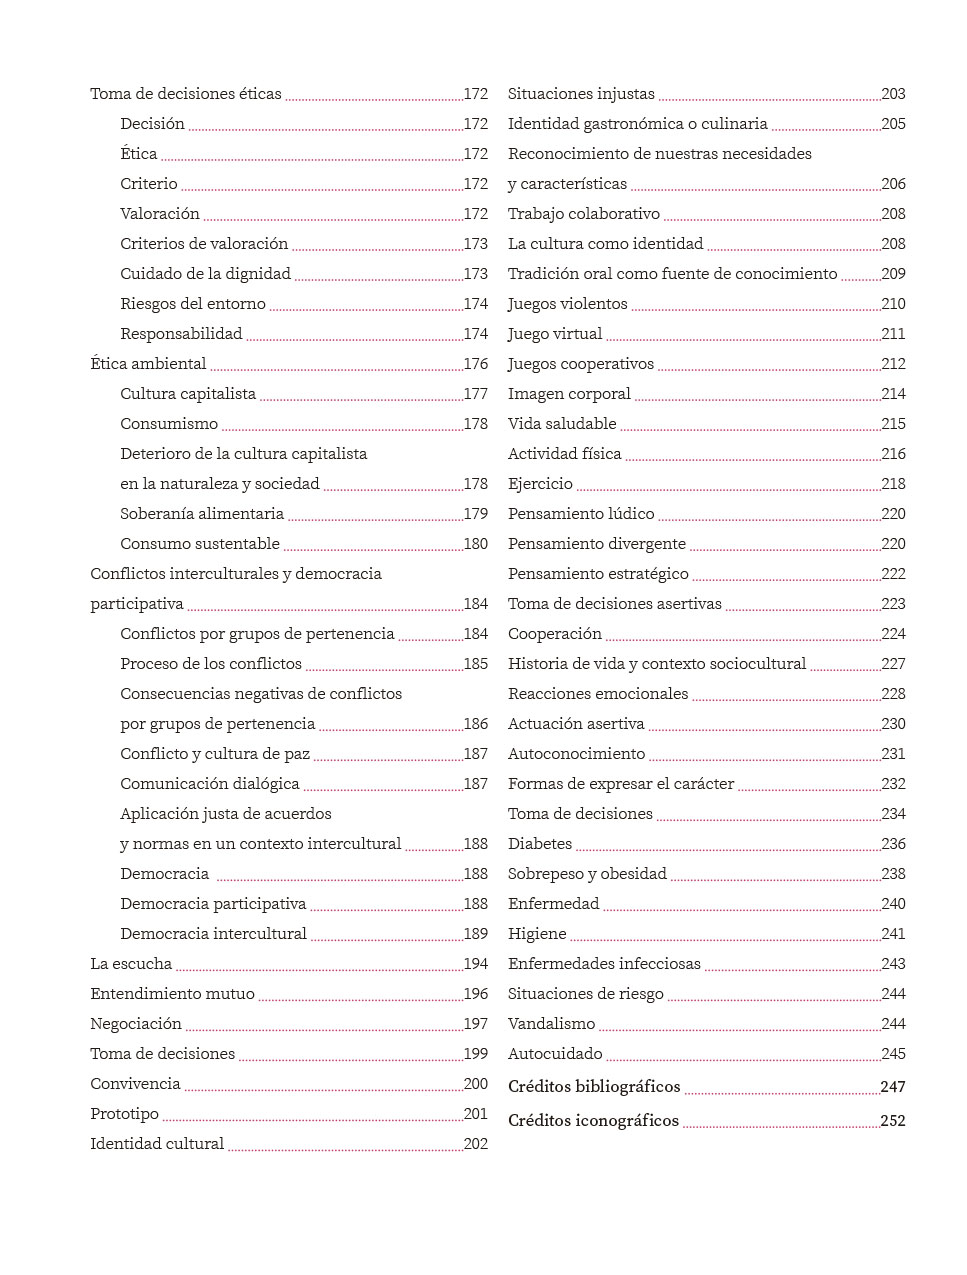 Toma de decisiones éticas 172
Decisión 172
Ética 172
Criterio 172
Valoración 172
Criterios de valoración 173
Cuidado de la dignidad 173
Riesgos del entorno 174
Responsabilidad 174
Ética ambiental 176
Cultura capitalista 177
Consumismo 178
Deterioro de la cultura capitalista
en la naturaleza y sociedad 178
Soberanía alimentaria 179
Consumo sustentable 180
Conflictos interculturales y democracia
participativa 184
Conflictos por grupos de pertenencia 184
Proceso de los conflictos 185
Consecuencias negativas de conflictos
por grupos de pertenencia 186
Conflicto y cultura de paz 187
Comunicación dialógica 187
Aplicación justa de acuerdos
y normas en un contexto intercultural 188
Democracia 188
Democracia participativa 188
Democracia intercultural 189
La escucha 194
Entendimiento mutuo 196
Negociación 197
Toma de decisiones 199
Convivencia 200
Prototipo 201
Identidad cultural 202
Situaciones injustas 203
Identidad gastronómica o culinaria 205
Reconocimiento de nuestras necesidades
y características 206
Trabajo colaborativo 208
La cultura como identidad 208
Tradición oral como fuente de conocimiento 209
Juegos violentos 210
Juego virtual 211
Juegos cooperativos 212
Imagen corporal 214
Vida saludable 215
Actividad física 216
Ejercicio 218
Pensamiento lúdico 220
Pensamiento divergente 220
Pensamiento estratégico 222
Toma de decisiones asertivas 223
Cooperación 224
Historia de vida y contexto sociocultural 227
Reacciones emocionales 228
Actuación asertiva 230
Autoconocimiento 231
Formas de expresar el carácter 232
Toma de decisiones 234
Diabetes 236
Sobrepeso y obesidad 238
Enfermedad 240
Higiene 241
Enfermedades infecciosas 243
Situaciones de riesgo 244
Vandalismo 244
Autocuidado 245
Créditos bibliográficos 247
Créditos iconográficos 252